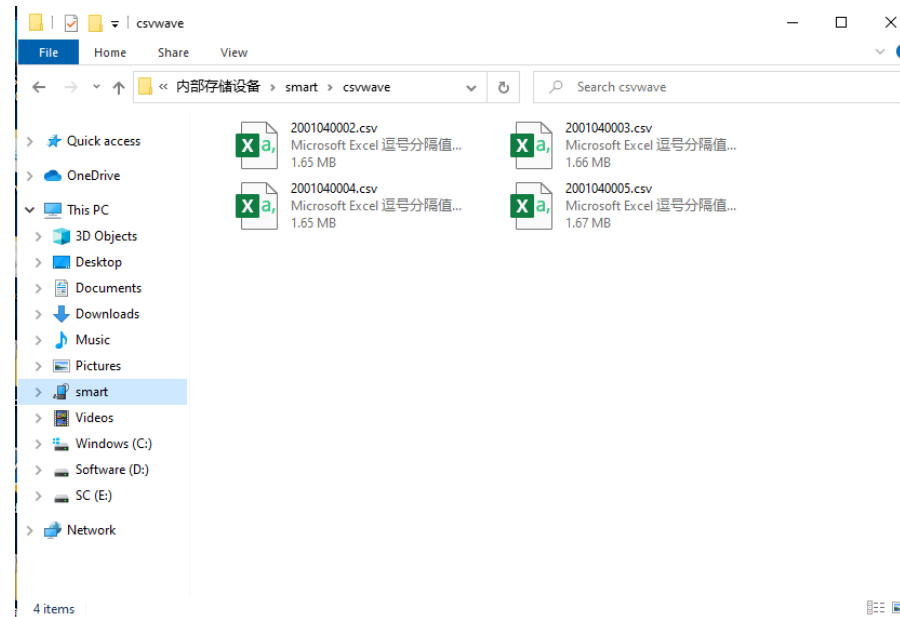 csvwave
File Home Share View
« 内部存储设备 › smart › csvwave
Search csvwave
Quick access
OneDrive
This PC
3D Objects
Desktop
Documents
Downloads
Music
Pictures
smart
Videos
Windows (C:)
Software (D:)
SC (E:)
Network
2001040002.csv
Microsoft Excel 逗号分隔值...
1.65 MB
2001040003.csv
Microsoft Excel 逗号分隔值...
1.66 MB
2001040004.csv
Microsoft Excel 逗号分隔值...
1.65 MB
2001040005.csv
Microsoft Excel 逗号分隔值...
1.67 MB
4 items